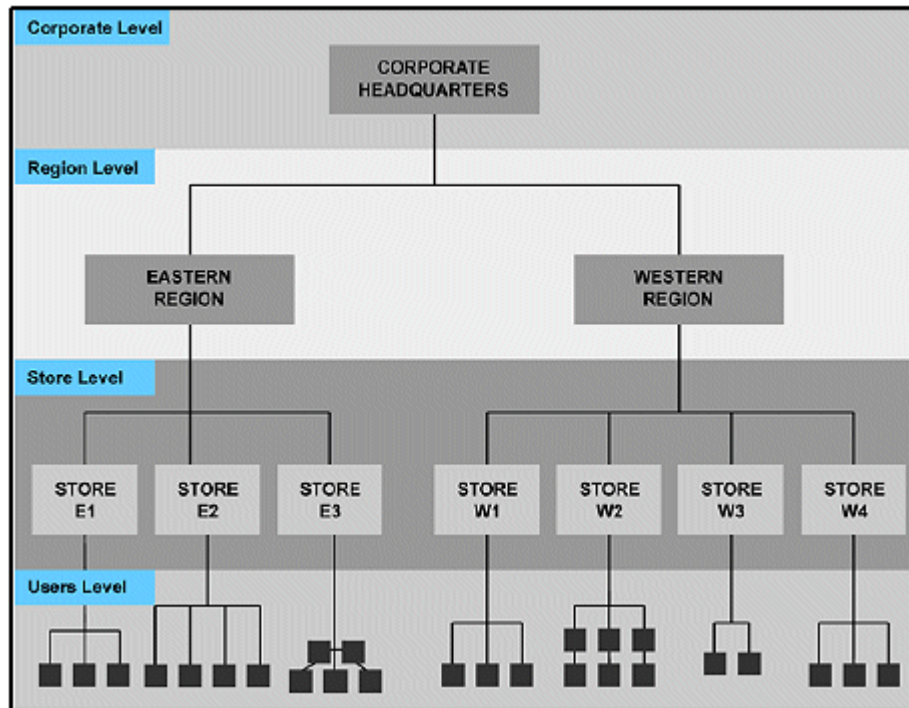 Corporate Level
CORPORATE
HEADQUARTERS
Region Level
EASTERN
REGION
WESTERN
REGION
Store Level
STORE
E1
STORE
E2
STORE
E3
STORE
W1
STORE
W2
STORE
W3
STORE
W4
Users Level